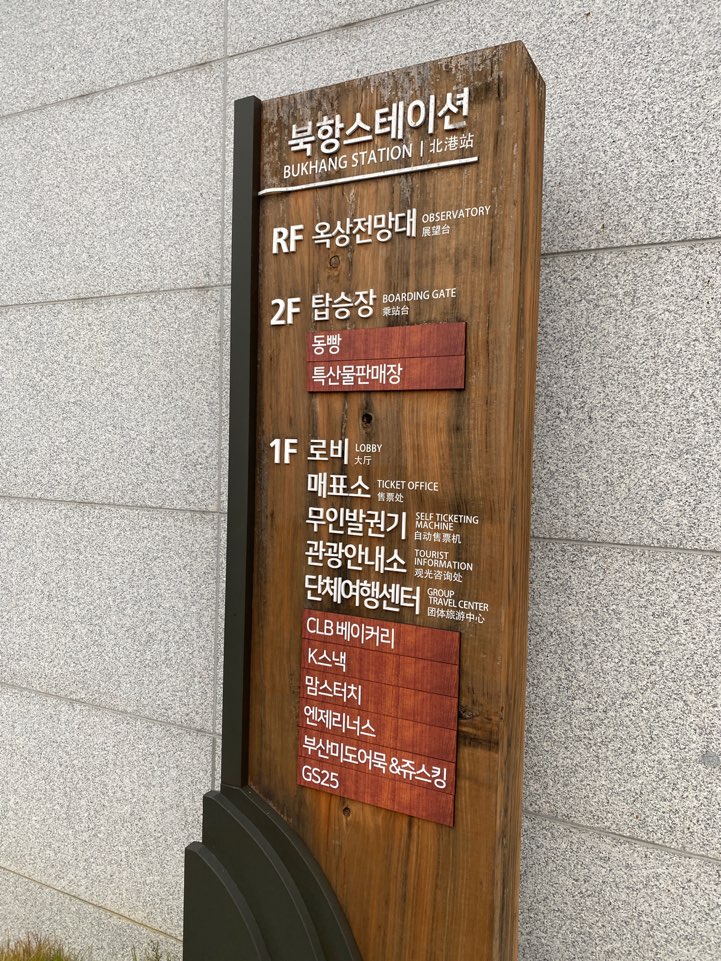 북항스테이션
BUKHANG STATION | 北港站
RF 옥상전망대 OBSERVATORY
展望台
2F 탑승장 BOARDING GATE
乘站台
동빵
특산물판매장
1F 로비 LOBBY
大厅
매표소 TICKET OFFICE
售票处
무인발권기 SELF TICKETING
MACHINE
自动售票机
관광안내소 TOURIST
INFORMATION
观光咨询处
단체여행센터 GROUP
TRAVEL CENTER
团体旅游中心
CLB 베이커리
K스낵
맘스터치
엔제리너스
부산미도어묵 &쥬스킹
GS25